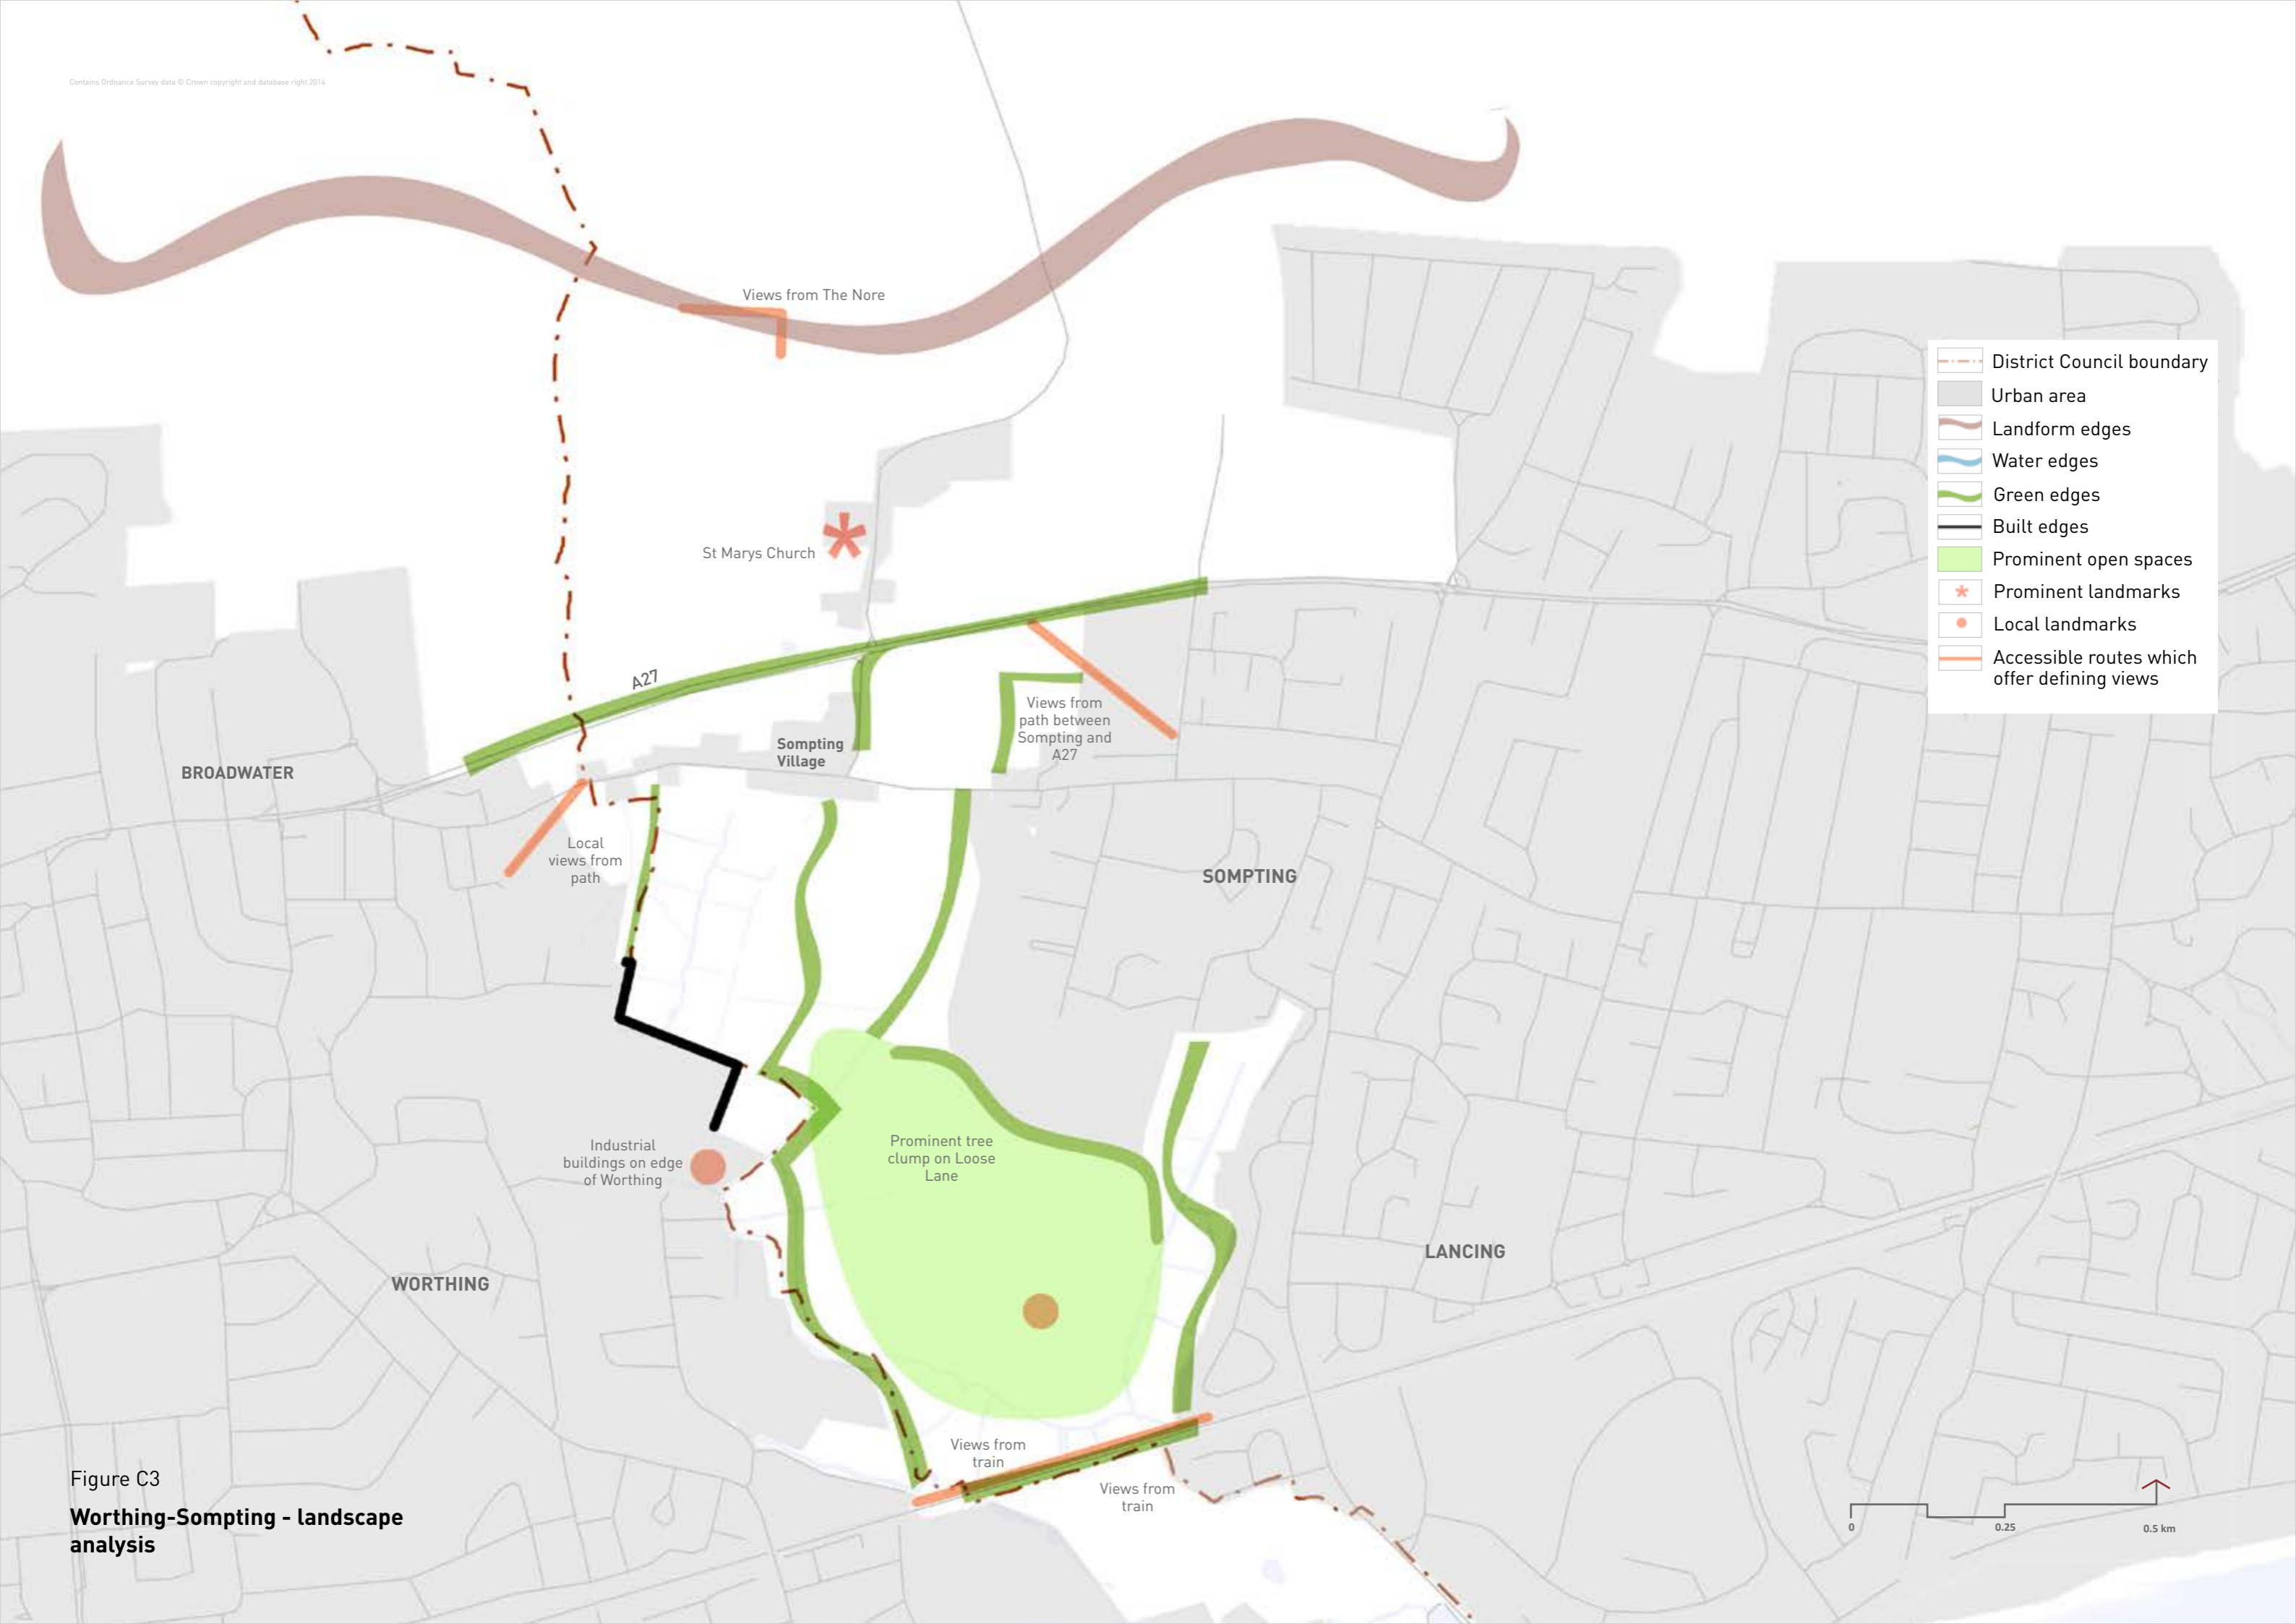 Contains Ordnance Survey data © Crown copyright and database right 2014
Views from The Nore
District Council boundary
Urban area
Landform edges
Water edges
Green edges
Built edges
Prominent open spaces
Prominent landmarks
Local landmarks
Accessible routes which
offer defining views
St Marys Church
A27
Views from
path between
Sompting and
A27
Sompting
Village
BROADWATER
Local
views from
path
SOMPTING
Industrial
buildings on edge
of Worthing
Prominent tree
clump on Loose
Lane
LANCING
WORTHING
Views from
train
Views from
train
Figure C3
Worthing-Sompting - landscape
analysis
0
0.25
0.5 km